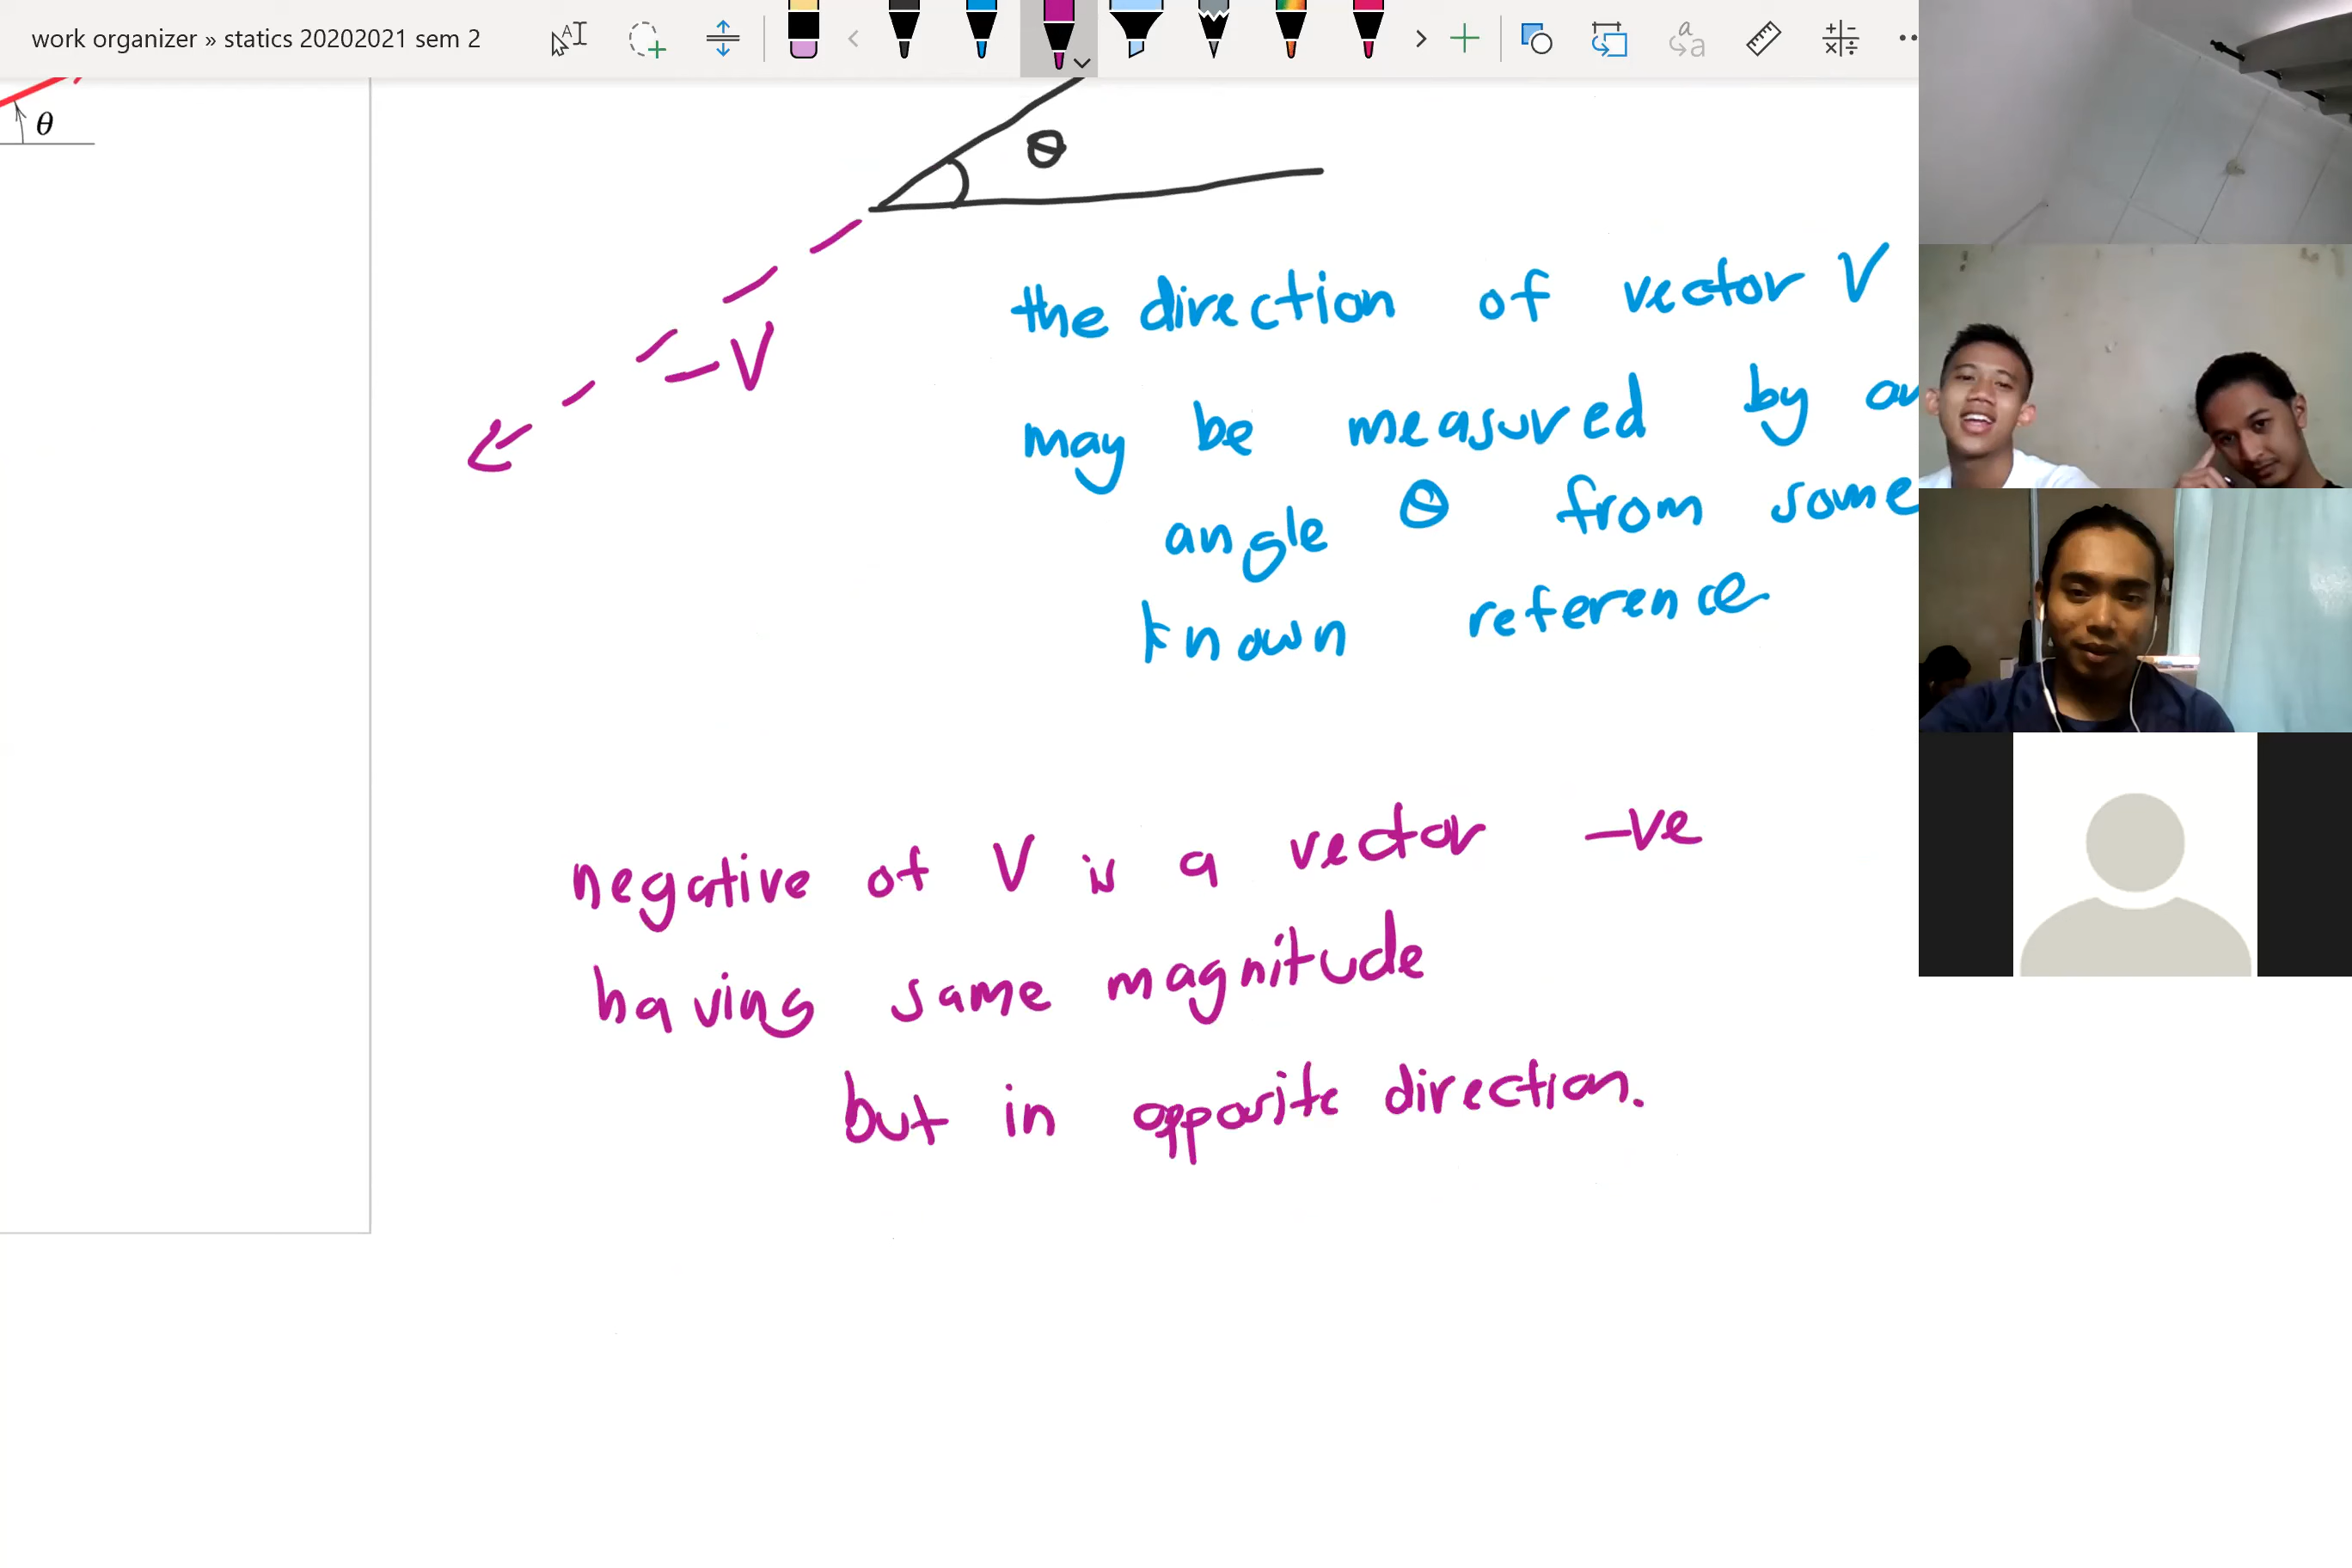 work organizer » statics 20202021 sem 2
θ
θ
-V
the direction of vector V
may be measured by
angle θ from some
known reference
negative of V is a vector -ve
having same magnitude
but in opposite direction.